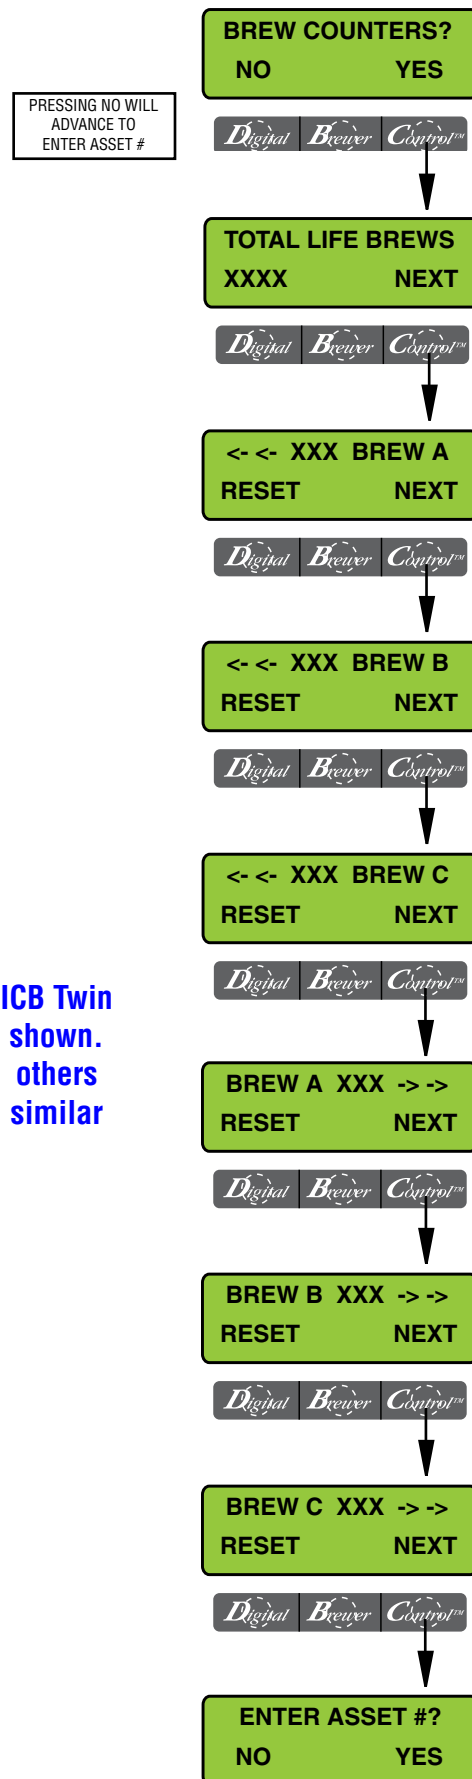 BREW COUNTERS?
NO YES
PRESSING NO WILL
ADVANCE TO
ENTER ASSET #
Digital Brewer Control™
TOTAL LIFE BREWS
XXXX NEXT
Digital Brewer Control™
<- <- XXX BREW A
RESET NEXT
Digital Brewer Control™
<- <- XXX BREW B
RESET NEXT
Digital Brewer Control™
<- <- XXX BREW C
RESET NEXT
Digital Brewer Control™
ICB Twin
shown.
others
similar
BREW A XXX -> ->
RESET NEXT
Digital Brewer Control™
BREW B XXX -> ->
RESET NEXT
Digital Brewer Control™
BREW C XXX -> ->
RESET NEXT
Digital Brewer Control™
ENTER ASSET #?
NO YES